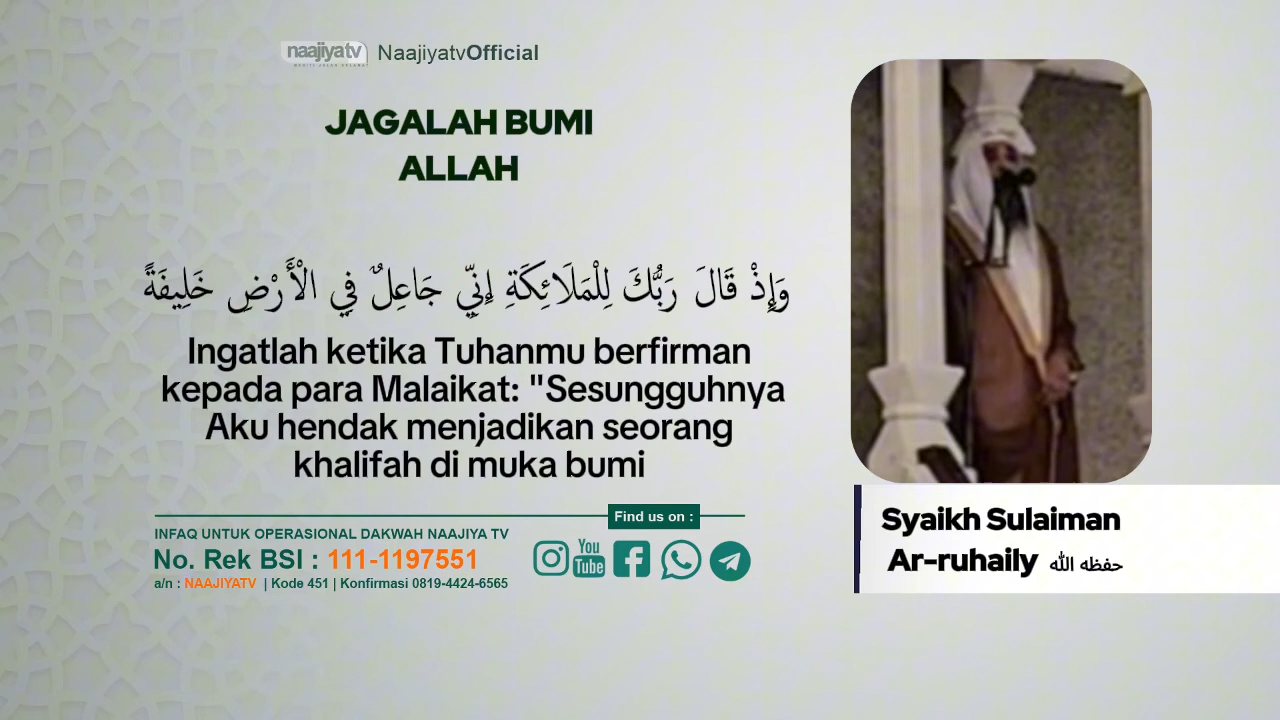 naajiyatv NaajiyatvOfficial
JAGALAH BUMI
ALLAH
وَإِذْ قَالَ رَبُّكَ لِلْمَلَائِكَةِ إِنِّي جَاعِلٌ فِي الْأَرْضِ خَلِيفَةً
Ingatlah ketika Tuhanmu berfirman
kepada para Malaikat: "Sesungguhnya
Aku hendak menjadikan seorang
khalifah di muka bumi
Find us on :
INFAQ UNTUK OPERASIONAL DAKWAH NAAJIYA TV
No. Rek BSI : 111-1197551
a/n : NAAJIYATV | Kode 451 | Konfirmasi 0819-4424-6565
You
Tube
Syaikh Sulaiman
Ar-ruhaily حفظه الله